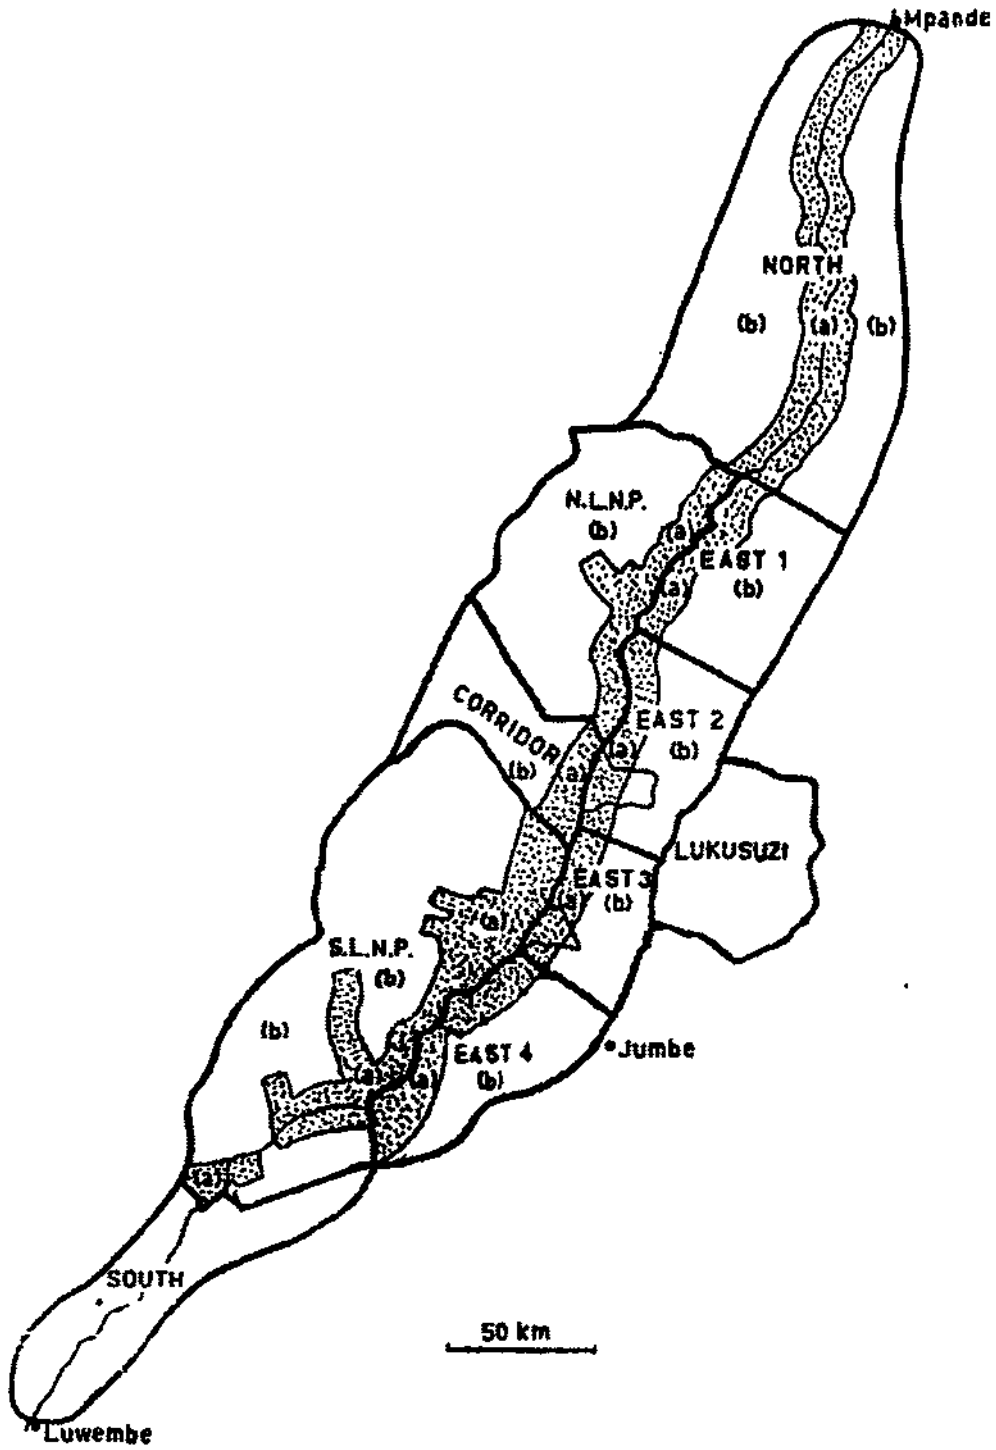 Mpande
NORTH
(b) (a) (b)
N.L.N.P.
(b)
(a)
EAST 1
(a) (b)
CORRIDOR
(b) (a)
EAST 2
(a) (b)
LUKUSUZI
EAST 3
(a) (b)
(a)
S.L.N.P.
(b)
(b)
EAST 4
(a) (a) (b)
Jumbe
(a)
SOUTH
50 km
Luwembe